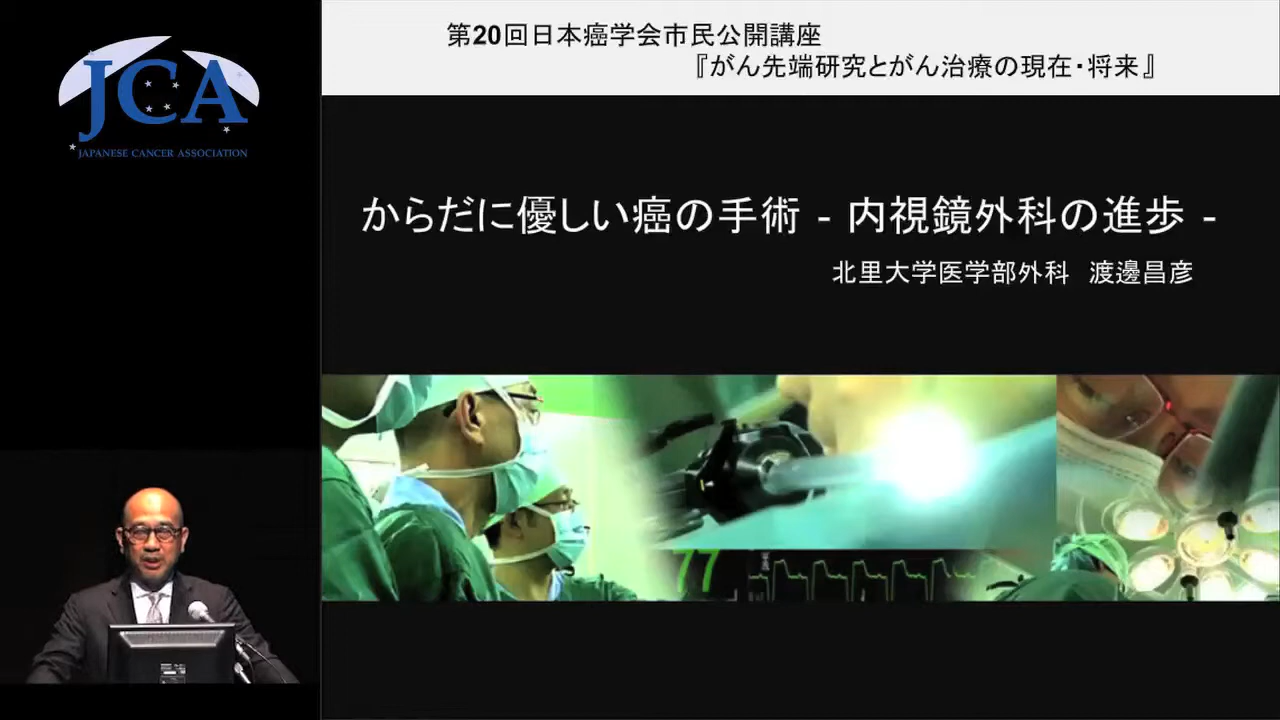 JCA
JAPANESE CANCER ASSOCIATION
第20回日本癌学会市民公開講座
『がん先端研究とがん治療の現在・将来』
からだに優しい癌の手術 - 内視鏡外科の進歩 -
北里大学医学部外科 渡邊昌彦
77